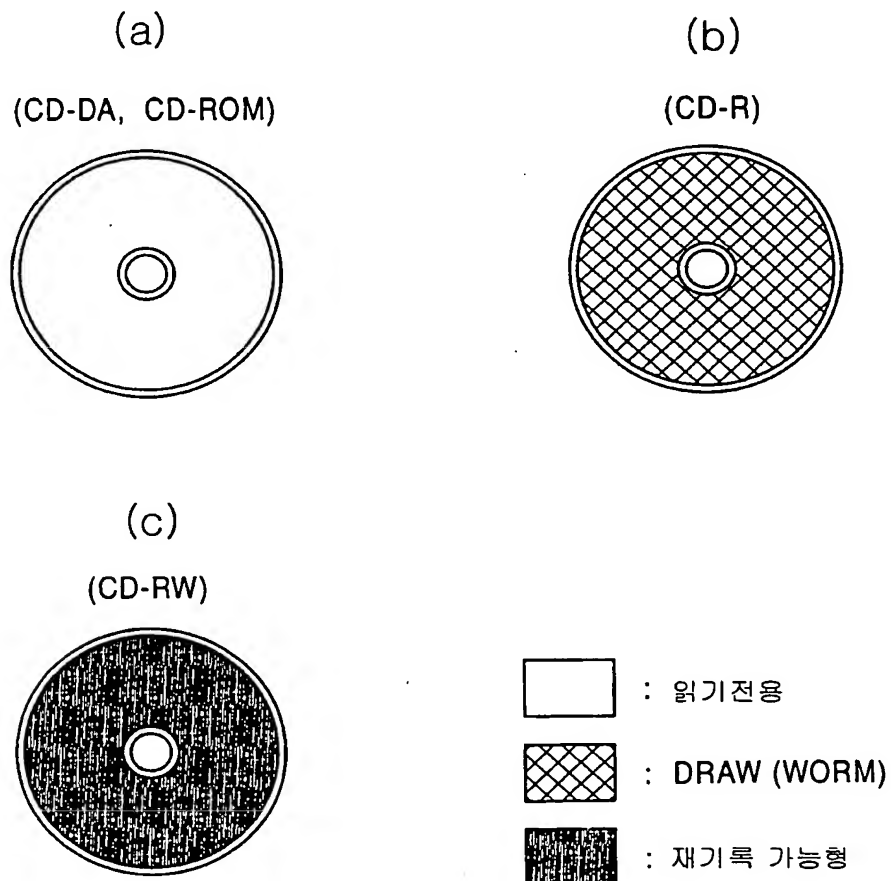 (a)
(CD-DA, CD-ROM)
(b)
(CD-R)
(c)
(CD-RW)
: 읽기전용
: DRAW (WORM)
: 재기록 가능형